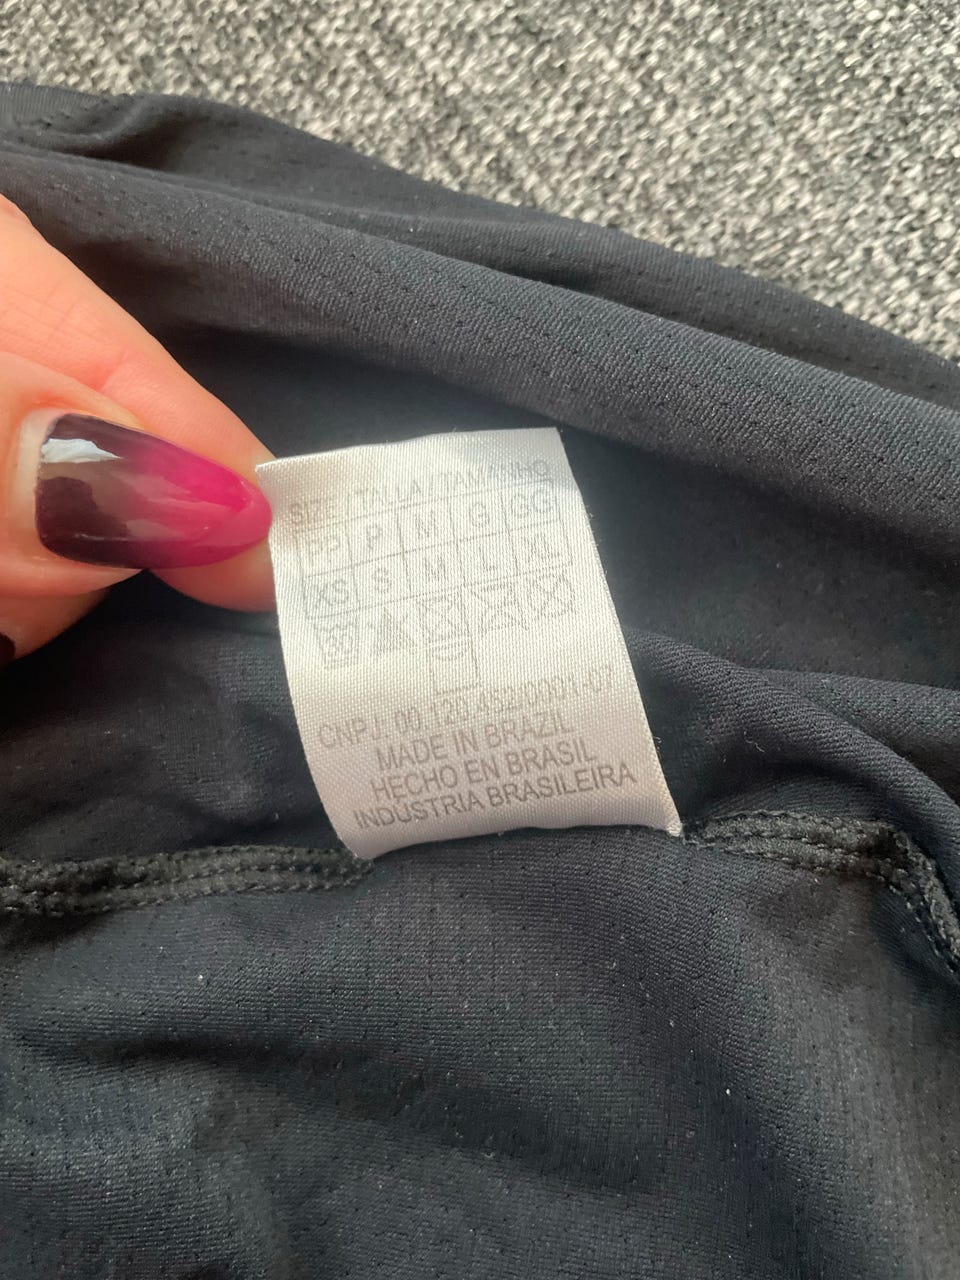 SIZE / TALLA / TAMANHO
PP P M G GG
XS S M L XL
30
CNPJ: 00.120.452/0001-07
MADE IN BRAZIL
HECHO EN BRASIL
INDÚSTRIA BRASILEIRA